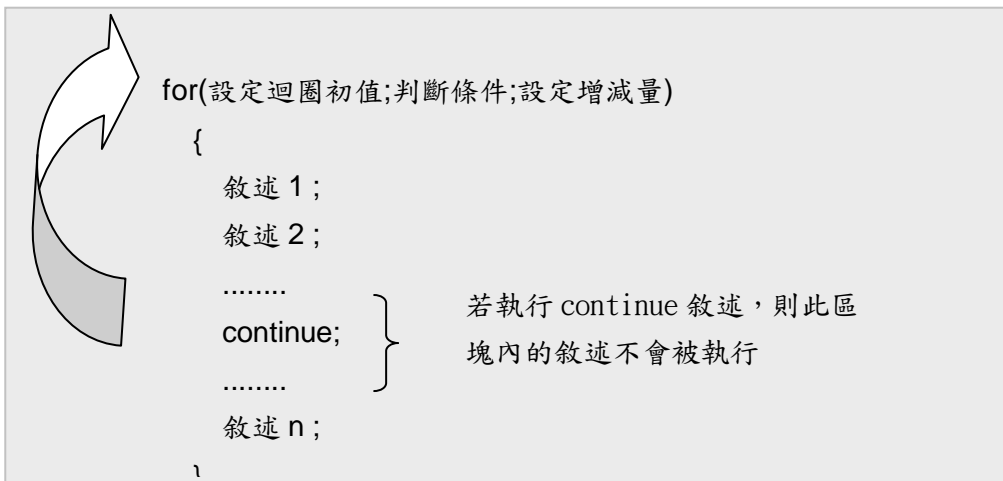 for(設定迴圈初值;判斷條件;設定增減量)
{
敘述 1 ;
敘述 2 ;
........
continue;
........
若執行 continue 敘述，則此區
塊內的敘述不會被執行
敘述 n ;
}